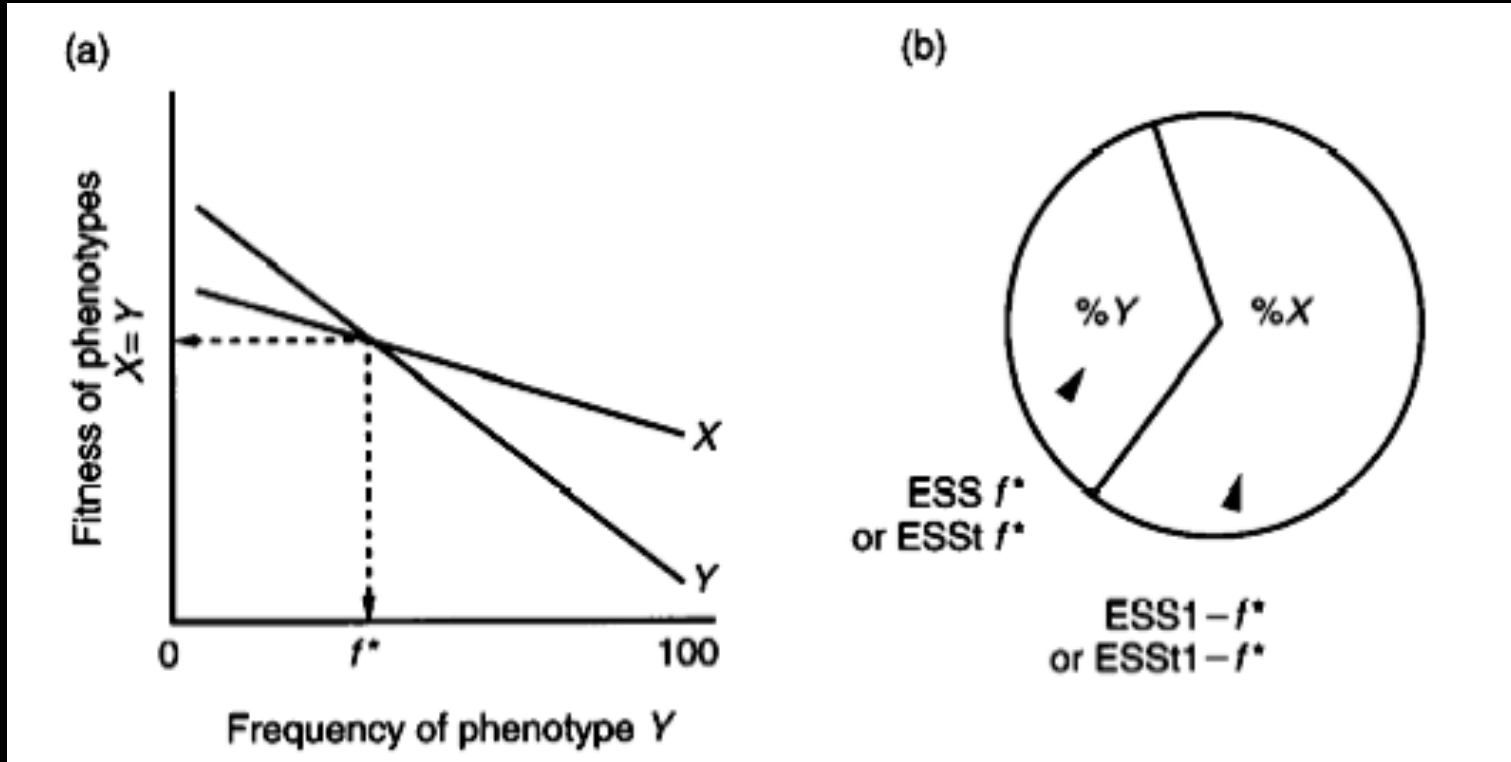 (a)
Fitness of phenotypes
X = Y
X
Y
0
f*
100
Frequency of phenotype Y
(b)
%Y
%X
ESS f*
or ESSt f*
ESS1–f*
or ESSt1–f*